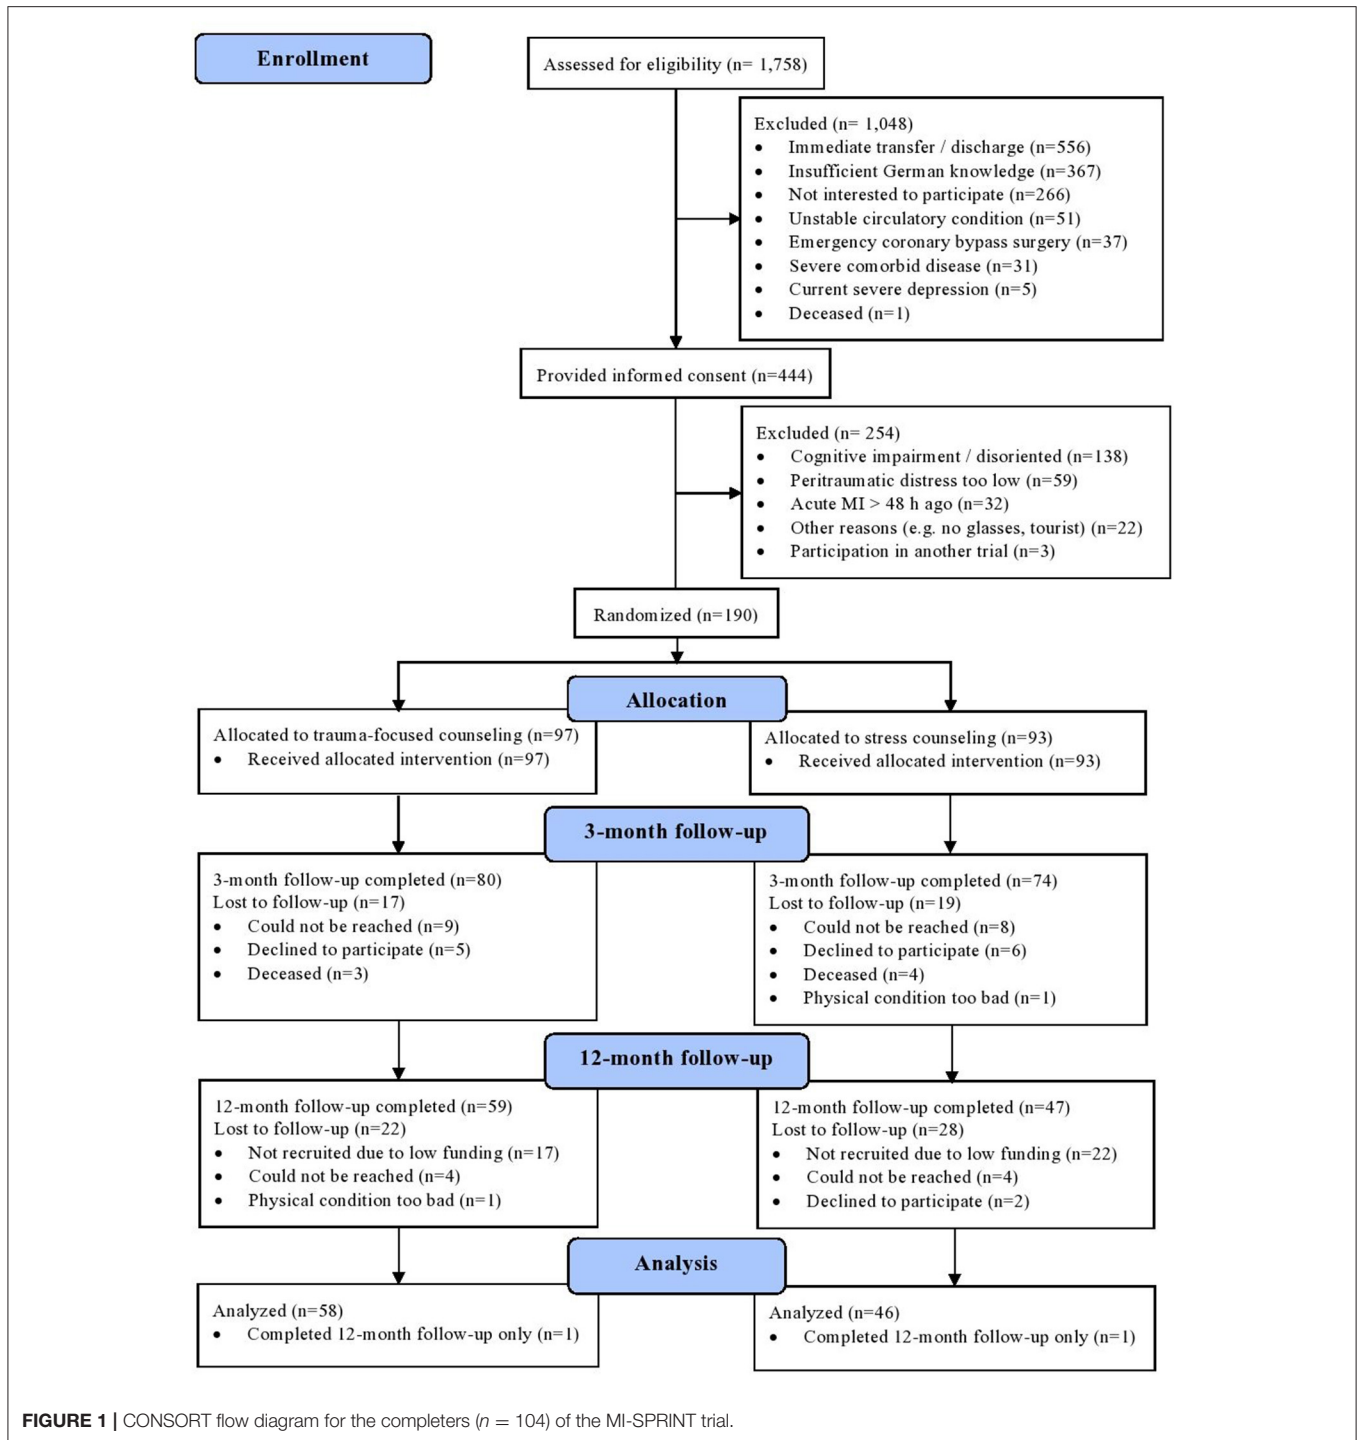 Enrollment
Assessed for eligibility (n= 1,758)
Excluded (n= 1,048)
• Immediate transfer / discharge (n=556)
• Insufficient German knowledge (n=367)
• Not interested to participate (n=266)
• Unstable circulatory condition (n=51)
• Emergency coronary bypass surgery (n=37)
• Severe comorbid disease (n=31)
• Current severe depression (n=5)
• Deceased (n=1)
Provided informed consent (n=444)
Excluded (n= 254)
• Cognitive impairment / disoriented (n=138)
• Peritraumatic distress too low (n=59)
• Acute MI > 48 h ago (n=32)
• Other reasons (e.g. no glasses, tourist) (n=22)
• Participation in another trial (n=3)
Randomized (n=190)
Allocation
Allocated to trauma-focused counseling (n=97)
• Received allocated intervention (n=97)
Allocated to stress counseling (n=93)
• Received allocated intervention (n=93)
3-month follow-up
3-month follow-up completed (n=80)
Lost to follow-up (n=17)
• Could not be reached (n=9)
• Declined to participate (n=5)
• Deceased (n=3)
3-month follow-up completed (n=74)
Lost to follow-up (n=19)
• Could not be reached (n=8)
• Declined to participate (n=6)
• Deceased (n=4)
• Physical condition too bad (n=1)
12-month follow-up
12-month follow-up completed (n=59)
Lost to follow-up (n=22)
• Not recruited due to low funding (n=17)
• Could not be reached (n=4)
• Physical condition too bad (n=1)
12-month follow-up completed (n=47)
Lost to follow-up (n=28)
• Not recruited due to low funding (n=22)
• Could not be reached (n=4)
• Declined to participate (n=2)
Analysis
Analyzed (n=58)
• Completed 12-month follow-up only (n=1)
Analyzed (n=46)
• Completed 12-month follow-up only (n=1)
FIGURE 1 | CONSORT flow diagram for the completers (n = 104) of the MI-SPRINT trial.